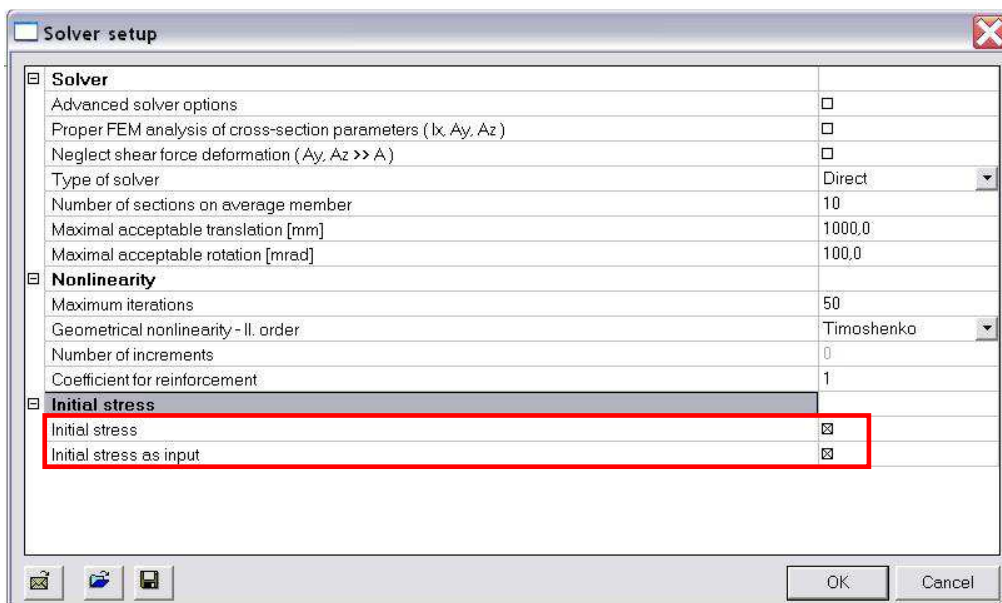 Solver setup
Solver
Advanced solver options
Proper FEM analysis of cross-section parameters ( Ix, Ay, Az )
Neglect shear force deformation ( Ay, Az >> A )
Type of solver Direct
Number of sections on average member 10
Maximal acceptable translation [mm] 1000,0
Maximal acceptable rotation [mrad] 100,0
Nonlinearity
Maximum iterations 50
Geometrical nonlinearity - II. order Timoshenko
Number of increments 0
Coefficient for reinforcement 1
Initial stress
Initial stress
Initial stress as input
OK Cancel